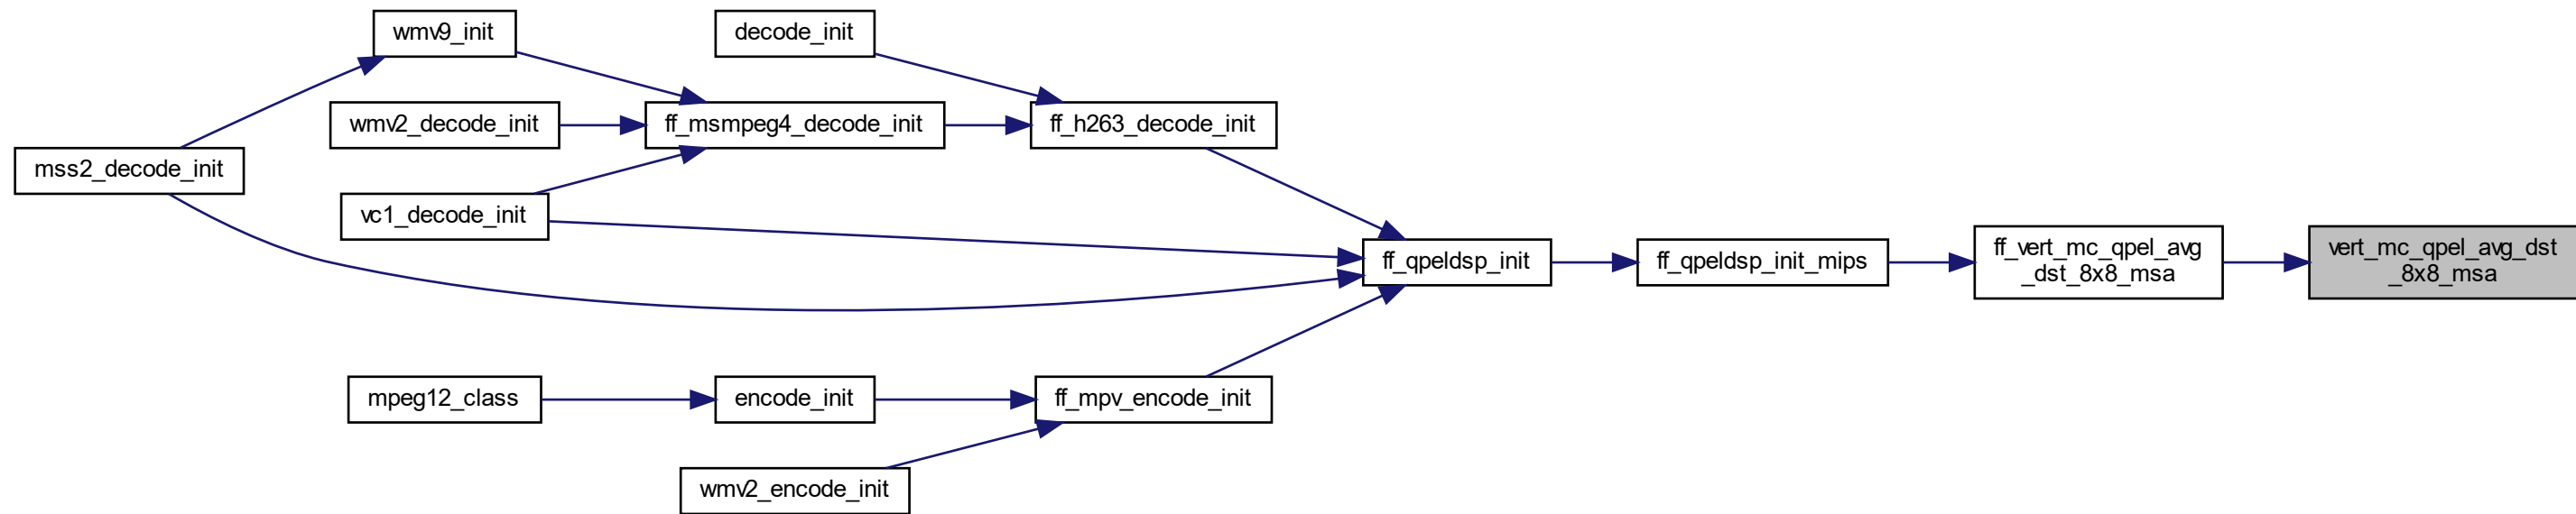 wmv9_init
decode_init
wmv2_decode_init
ff_msmpeg4_decode_init
ff_h263_decode_init
mss2_decode_init
vc1_decode_init
ff_qpeldsp_init
ff_qpeldsp_init_mips
ff_vert_mc_qpel_avg
_dst_8x8_msa
vert_mc_qpel_avg_dst
_8x8_msa
mpeg12_class
encode_init
ff_mpv_encode_init
wmv2_encode_init